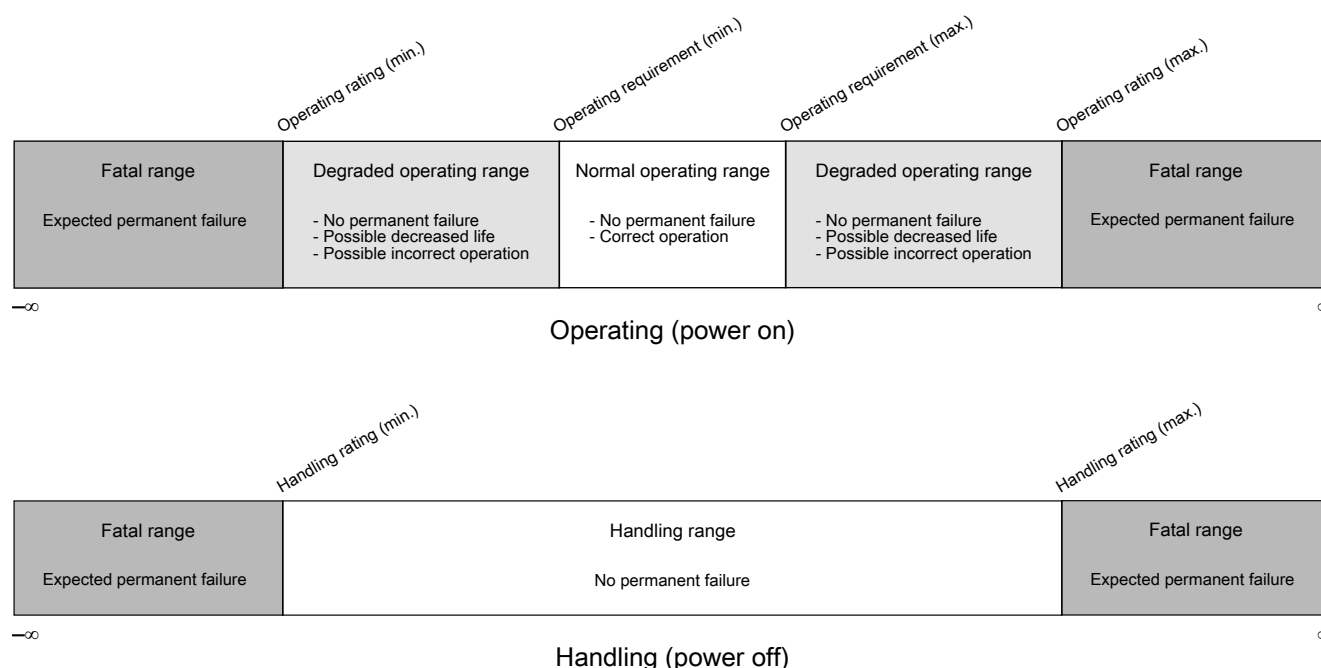 Operating rating (min.)
Operating requirement (min.)
Operating requirement (max.)
Operating rating (max.)
Fatal range
Degraded operating range
Normal operating range
Degraded operating range
Fatal range
Expected permanent failure
- No permanent failure
- Possible decreased life
- Possible incorrect operation
- No permanent failure
- Correct operation
- No permanent failure
- Possible decreased life
- Possible incorrect operation
Expected permanent failure
–∞
Operating (power on)
Handling rating (min.)
Handling rating (max.)
Fatal range
Handling range
Fatal range
Expected permanent failure
No permanent failure
Expected permanent failure
–∞
Handling (power off)